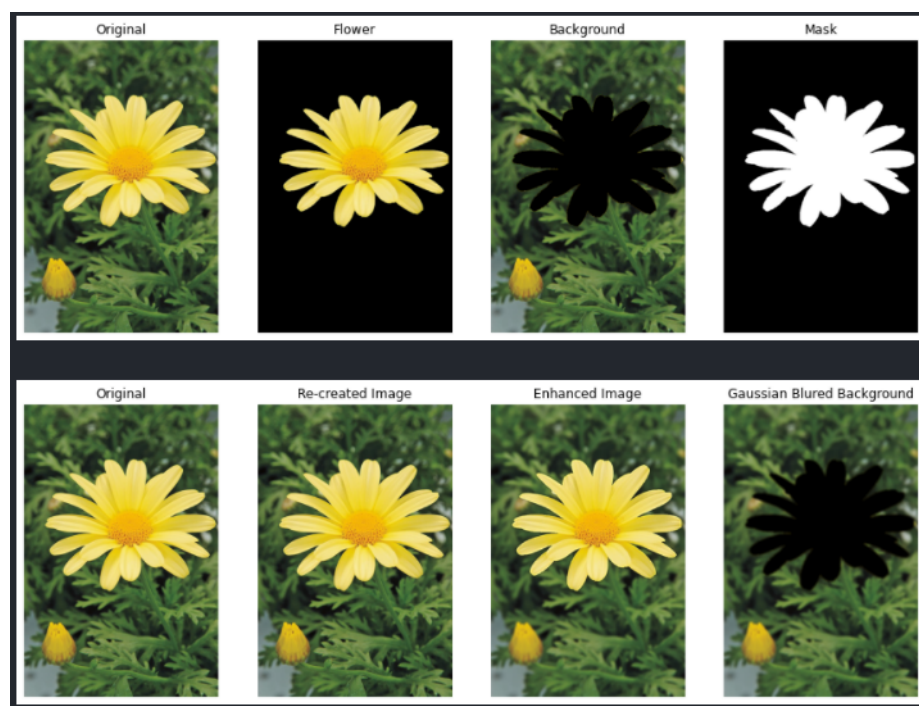 Original
Flower
Background
Mask
Original
Re-created Image
Enhanced Image
Gaussian Blured Background